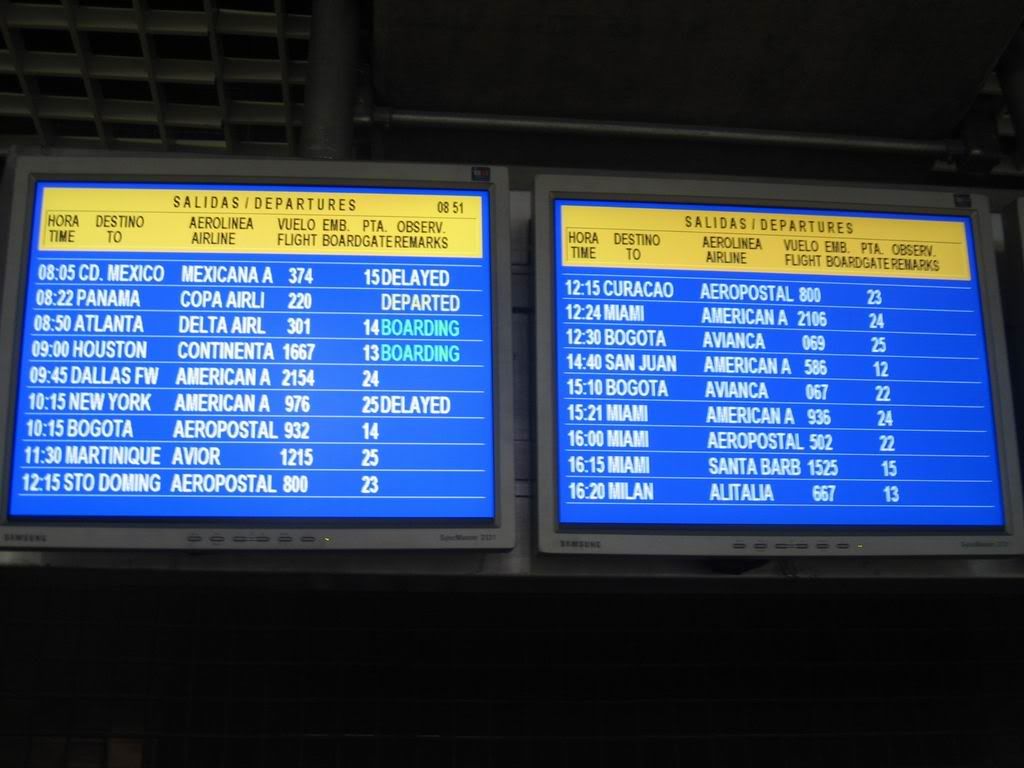 SALIDAS / DEPARTURES 08 51
HORA DESTINO AEROLINEA VUELO EMB. PTA. OBSERV.
TIME TO AIRLINE FLIGHT BOARD GATE REMARKS
08:05 CD. MEXICO MEXICANA A 374 15 DELAYED
08:22 PANAMA COPA AIRLI 220 DEPARTED
08:50 ATLANTA DELTA AIRL 301 14 BOARDING
09:00 HOUSTON CONTINENTA 1667 13 BOARDING
09:45 DALLAS FW AMERICAN A 2154 24
10:15 NEW YORK AMERICAN A 976 25 DELAYED
10:15 BOGOTA AEROPOSTAL 932 14
11:30 MARTINIQUE AVIOR 1215 25
12:15 STO DOMING AEROPOSTAL 800 23
SAMSUNG SyncMaster
SALIDAS / DEPARTURES
HORA DESTINO AEROLINEA VUELO EMB. PTA. OBSERV.
TIME TO AIRLINE FLIGHT BOARD GATE REMARKS
12:15 CURACAO AEROPOSTAL 800 23
12:24 MIAMI AMERICAN A 2106 24
12:30 BOGOTA AVIANCA 069 25
14:40 SAN JUAN AMERICAN A 586 12
15:10 BOGOTA AVIANCA 067 22
15:21 MIAMI AMERICAN A 936 24
16:00 MIAMI AEROPOSTAL 502 22
16:15 MIAMI SANTA BARB 1525 15
16:20 MILAN ALITALIA 667 13
SAMSUNG SyncMaster